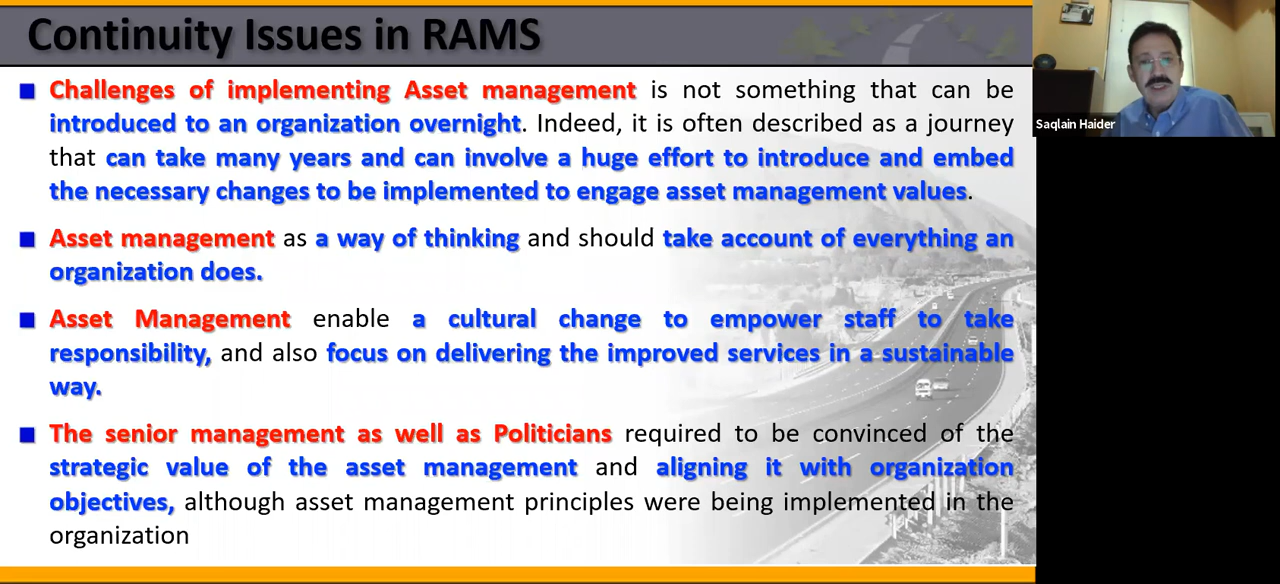 Continuity Issues in RAMS
Challenges of implementing Asset management is not something that can be
introduced to an organization overnight. Indeed, it is often described as a journey
that can take many years and can involve a huge effort to introduce and embed
the necessary changes to be implemented to engage asset management values.
Asset management as a way of thinking and should take account of everything an
organization does.
Asset Management enable a cultural change to empower staff to take
responsibility, and also focus on delivering the improved services in a sustainable
way.
The senior management as well as Politicians required to be convinced of the
strategic value of the asset management and aligning it with organization
objectives, although asset management principles were being implemented in the
organization
Saqlain Haider